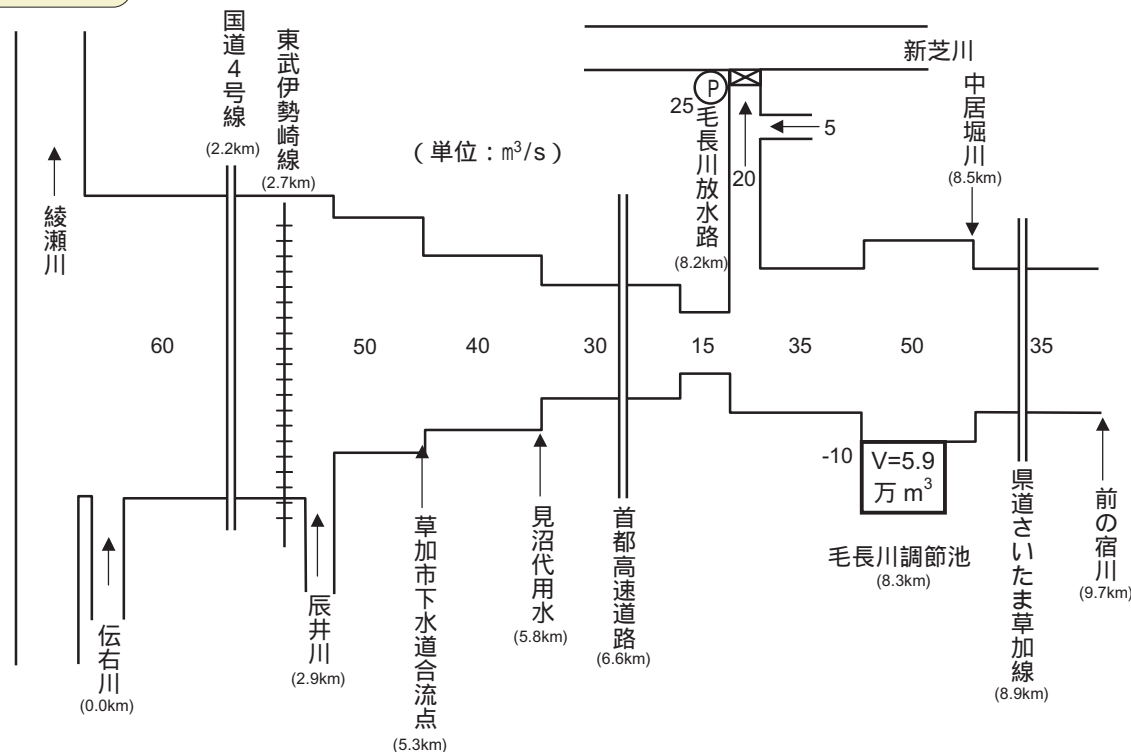 国道4号線
(2.2km)
東武伊勢崎線
(2.7km)
綾瀬川
(単位:m³/s)
新芝川
P
25
毛長川放水路
(8.2km)
20
5
中居堀川
(8.5km)
60
50
40
30
15
35
50
35
-10
V=5.9
万 m³
毛長川調節池
(8.3km)
伝右川
(0.0km)
辰井川
(2.9km)
草加市下水道合流点
(5.3km)
見沼代用水
(5.8km)
首都高速道路
(6.6km)
県道さいたま草加線
(8.9km)
前の宿川
(9.7km)